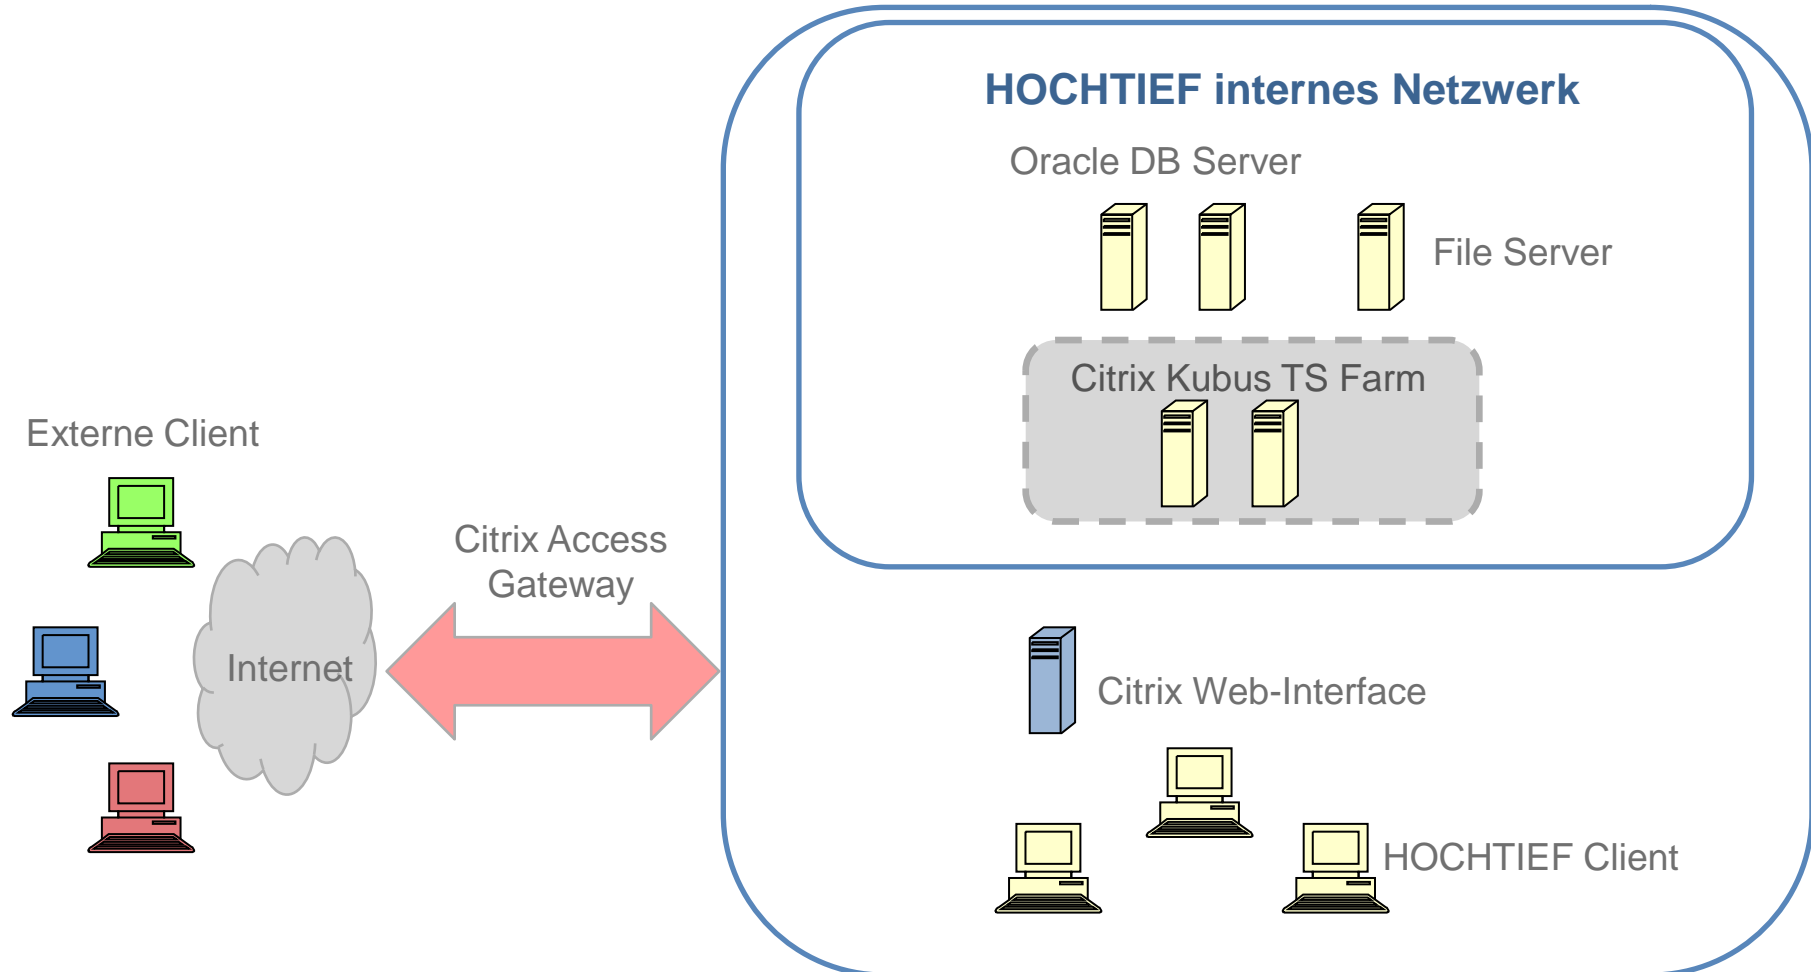 HOCHTIEF internes Netzwerk
Oracle DB Server
File Server
Citrix Kubus TS Farm
Externe Client
Citrix Access
Gateway
Internet
Citrix Web-Interface
HOCHTIEF Client